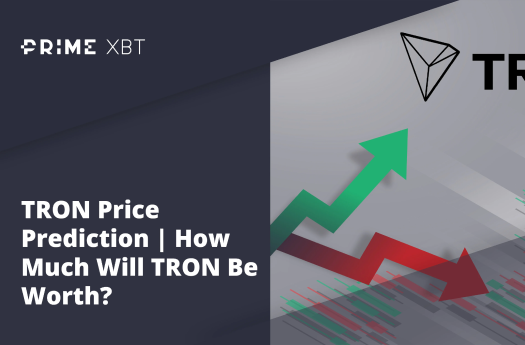 PRIME XBT
TR
TRON Price
Prediction | How
Much Will TRON Be
Worth?